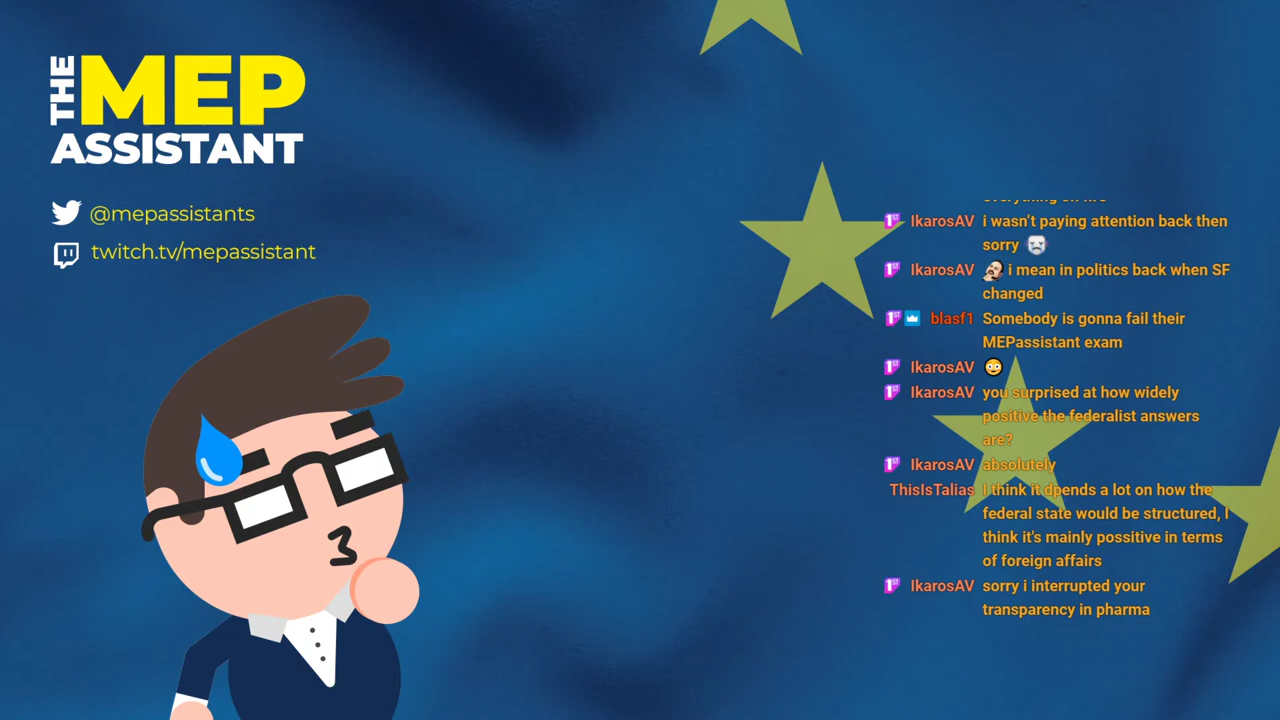 THE MEP
ASSISTANT
@mepassistants
twitch.tv/mepassistant
IkarosAV i wasn't paying attention back then
sorry
IkarosAV i mean in politics back when SF
changed
blasf1 Somebody is gonna fail their
MEPassistant exam
IkarosAV
IkarosAV you surprised at how widely
positive the federalist answers
are?
IkarosAV absolutely
ThisIsTalias I think it dpends a lot on how the
federal state would be structured, I
think it's mainly possitive in terms
of foreign affairs
IkarosAV sorry i interrupted your
transparency in pharma